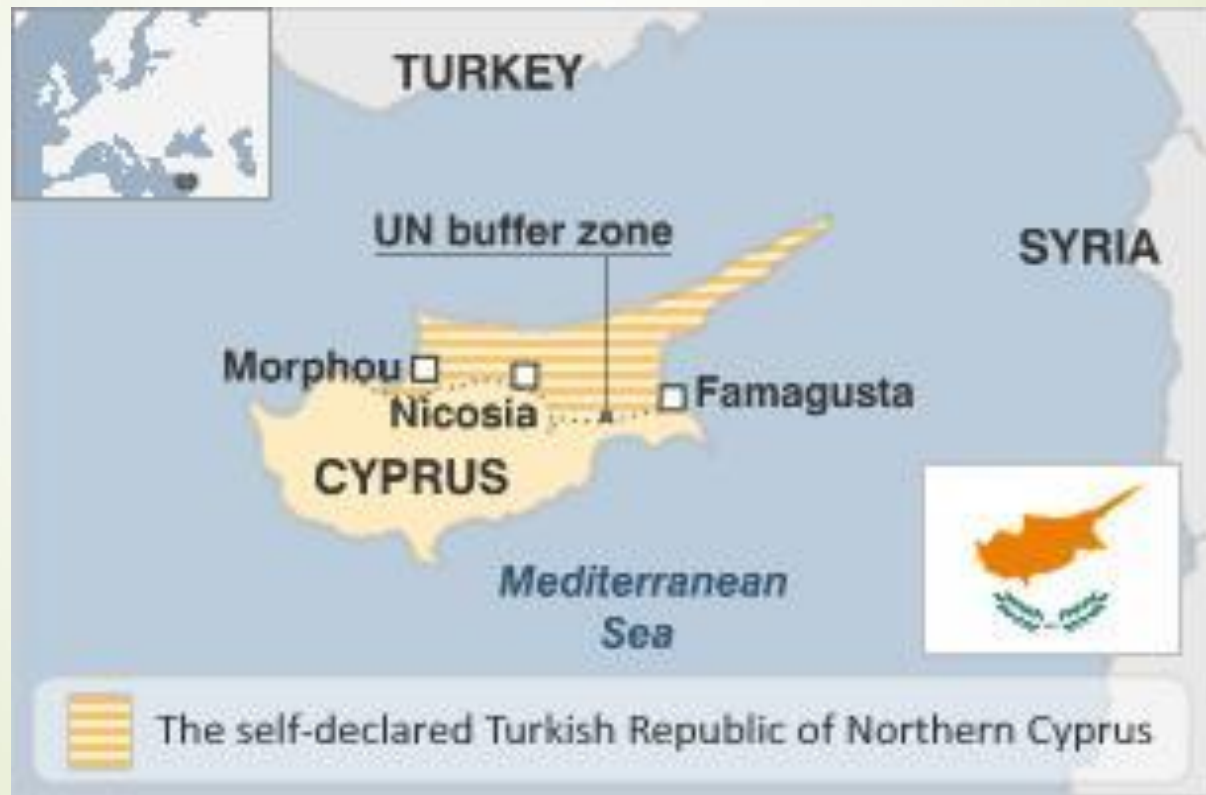 TURKEY
UN buffer zone
SYRIA
Morphou
Nicosia
Famagusta
CYPRUS
Mediterranean
Sea
The self-declared Turkish Republic of Northern Cyprus